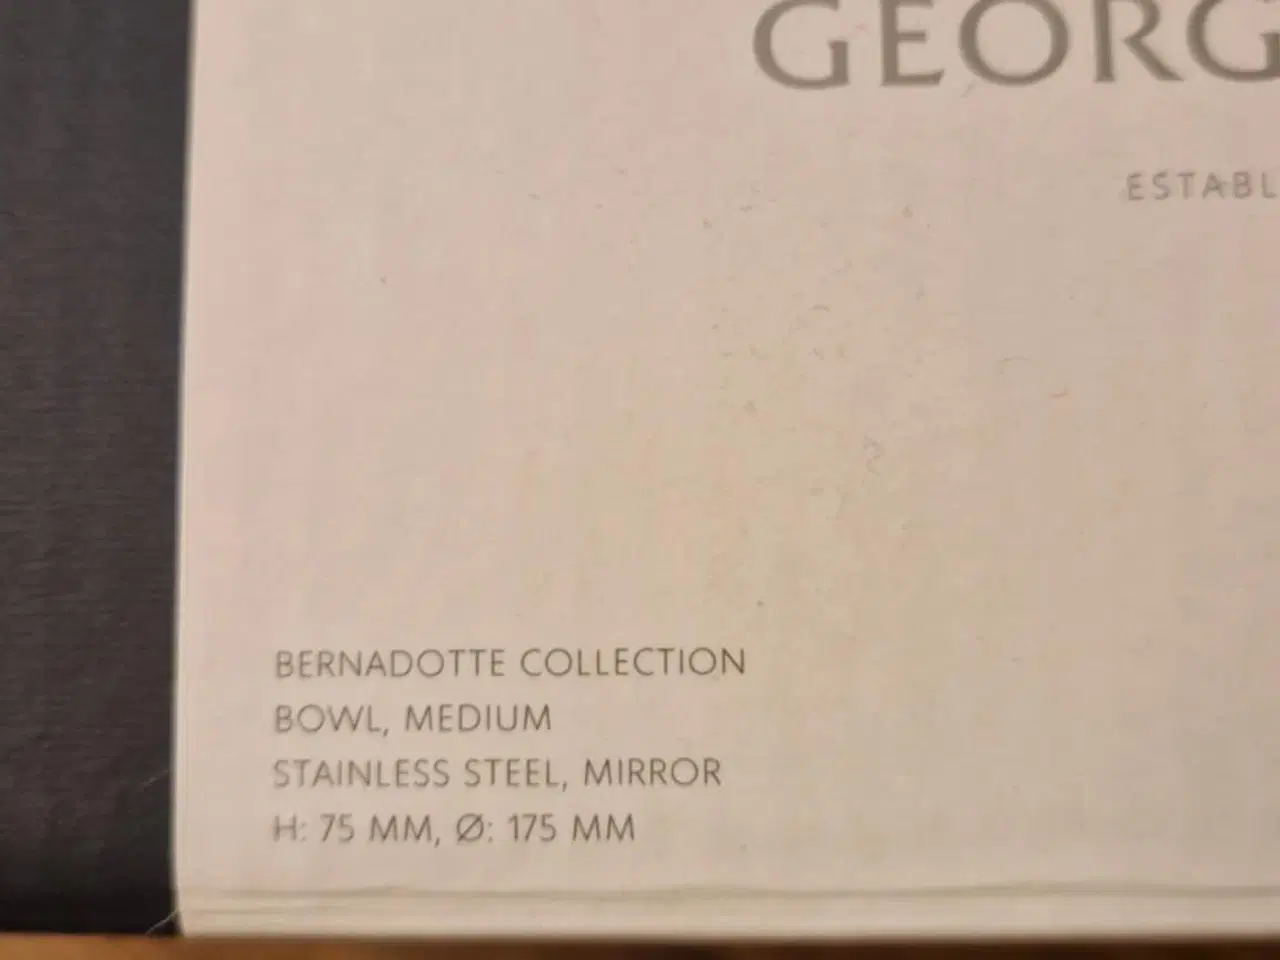 GEORG
ESTABL
BERNADOTTE COLLECTION
BOWL, MEDIUM
STAINLESS STEEL, MIRROR
H: 75 MM, Ø: 175 MM